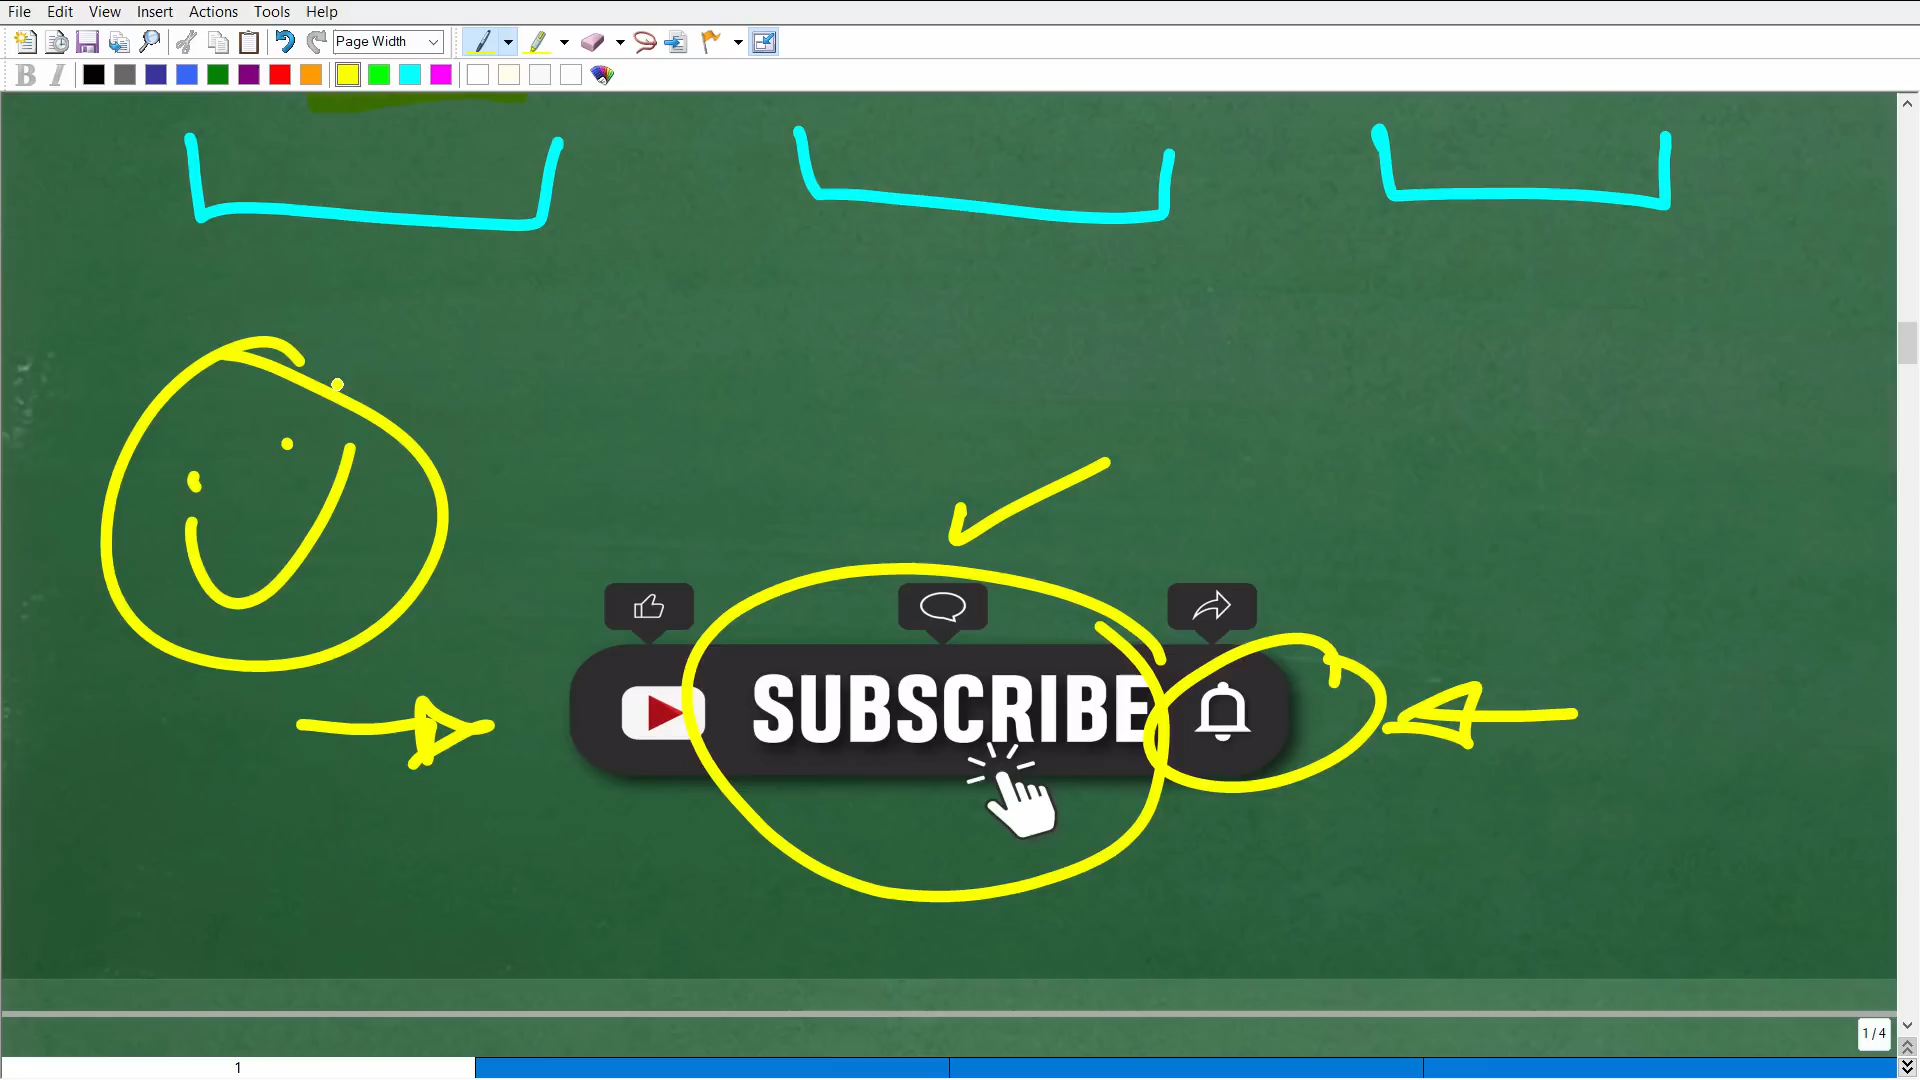 File Edit View Insert Actions Tools Help
Page Width
B I
SUBSCRIBE
1 / 4
1